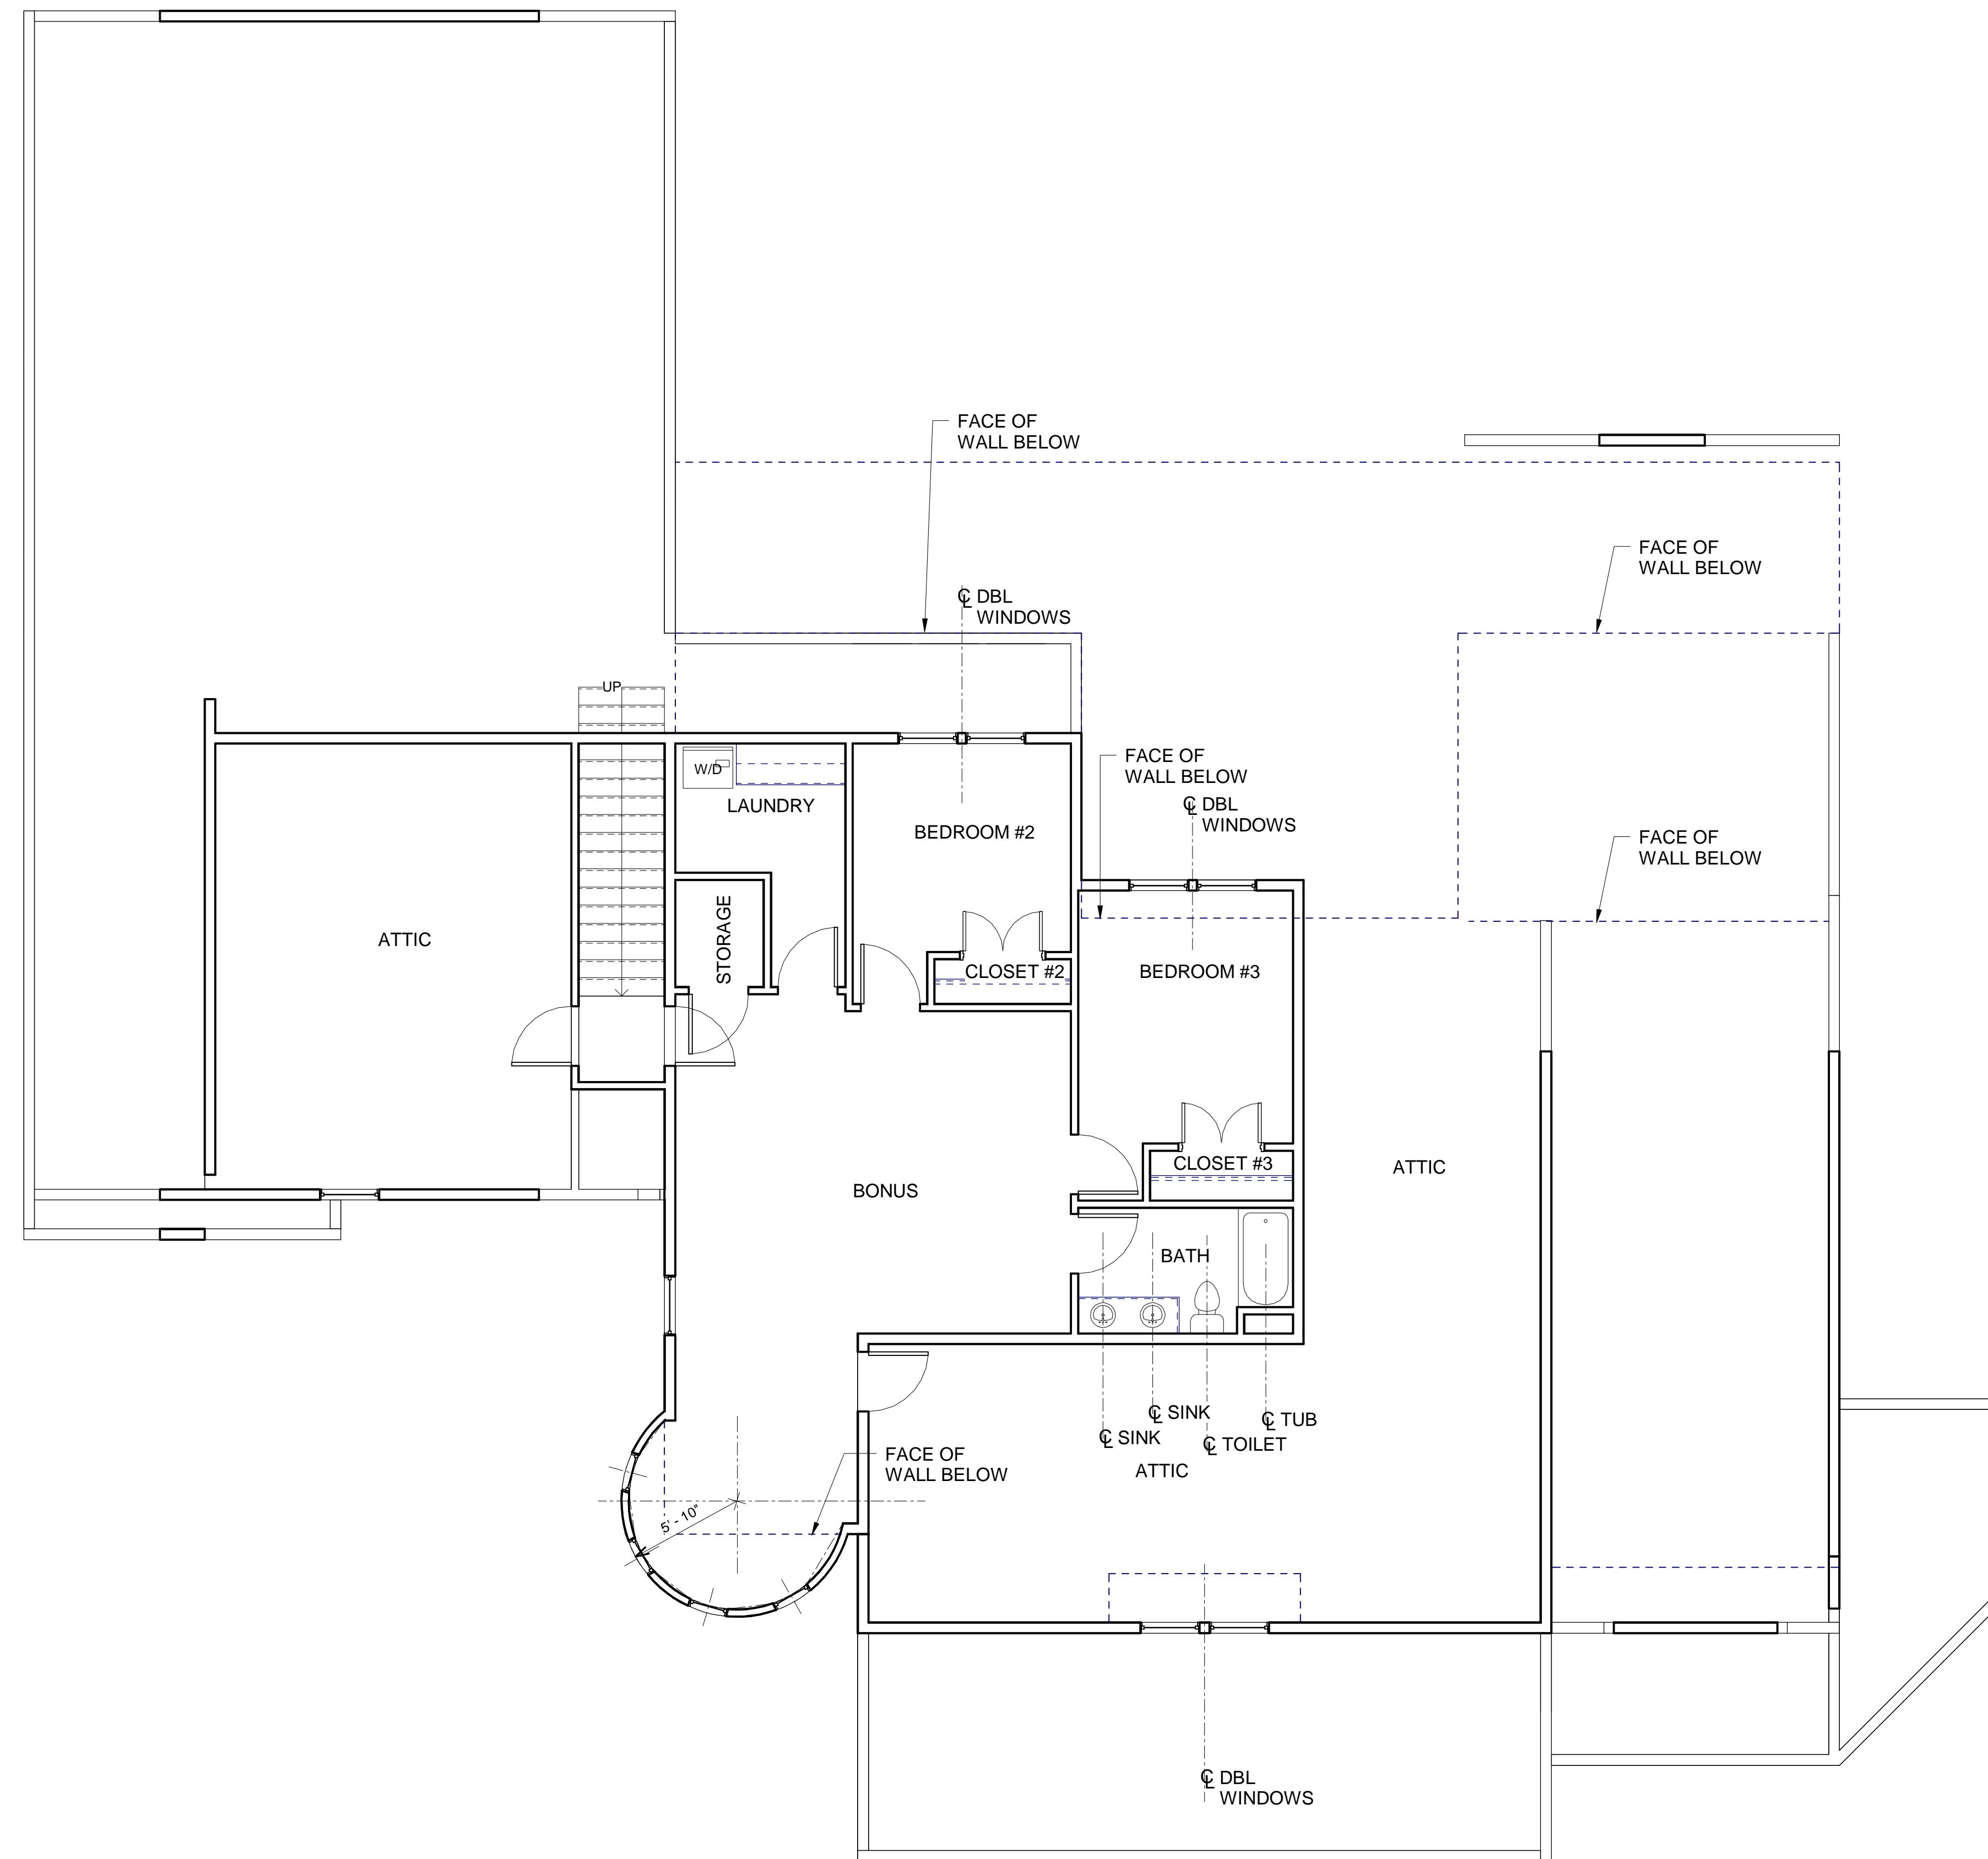 FACE OF
WALL BELOW
FACE OF
WALL BELOW
℄ DBL
WINDOWS
UP
FACE OF
WALL BELOW
W/D
LAUNDRY
℄ DBL
WINDOWS
BEDROOM #2
FACE OF
WALL BELOW
STORAGE
ATTIC
CLOSET #2
BEDROOM #3
CLOSET #3
ATTIC
BONUS
BATH
℄ SINK
℄ TUB
℄ SINK
℄ TOILET
FACE OF
WALL BELOW
ATTIC
5' - 10"
℄ DBL
WINDOWS